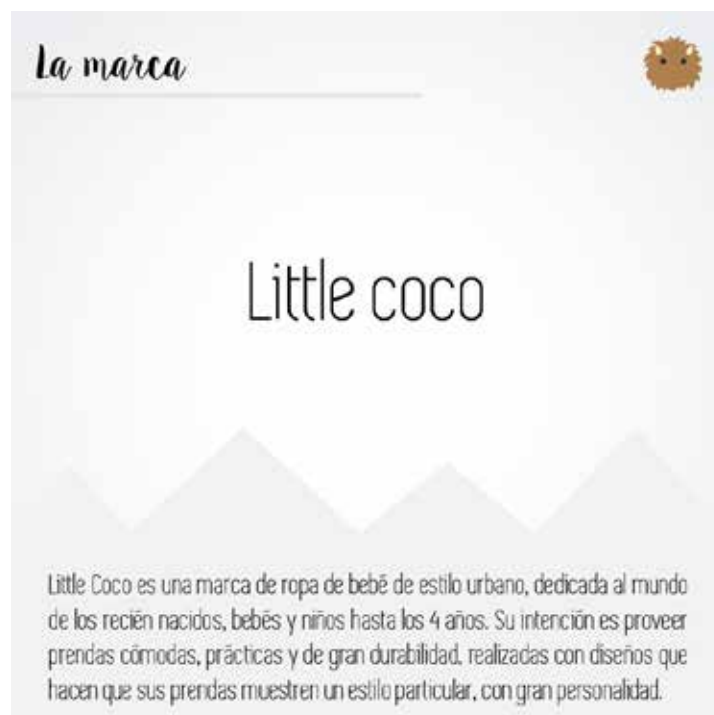 La marca
Little coco
Little Coco es una marca de ropa de bebé de estilo urbano, dedicada al mundo
de los recién nacidos, bebés y niños hasta los 4 años. Su intención es proveer
prendas cómodas, prácticas y de gran durabilidad, realizadas con diseños que
hacen que sus prendas muestren un estilo particular, con gran personalidad.